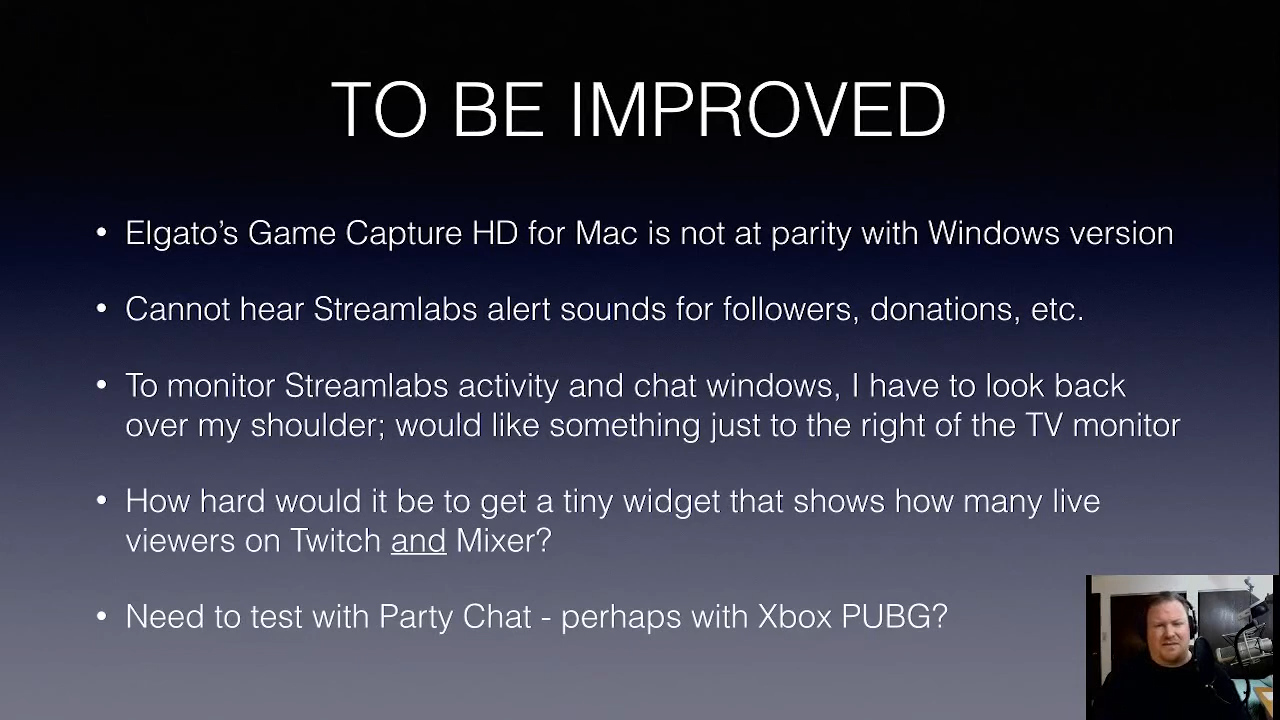 TO BE IMPROVED
• Elgato’s Game Capture HD for Mac is not at parity with Windows version
• Cannot hear Streamlabs alert sounds for followers, donations, etc.
• To monitor Streamlabs activity and chat windows, I have to look back
over my shoulder; would like something just to the right of the TV monitor
• How hard would it be to get a tiny widget that shows how many live
viewers on Twitch and Mixer?
• Need to test with Party Chat - perhaps with Xbox PUBG?